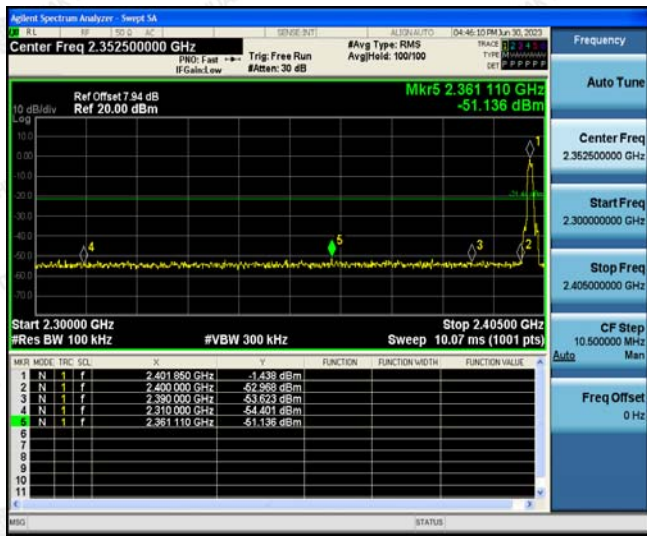 Agilent Spectrum Analyzer - Swept SA
RL RF 50 Ω AC SENSE:INT ALIGNAUTO 04:46:10 PM Jun 30, 2023
Center Freq 2.352500000 GHz
PNO: Fast
IFGain:Low
Trig: Free Run
#Atten: 30 dB
#Avg Type: RMS
Avg|Hold: 100/100
TRACE 1 2 3 4 5 6
TYPE M
DET P P P P P P
Ref Offset 7.94 dB
Ref 20.00 dBm
10 dB/div
Log
Mkr5 2.361 110 GHz
-51.136 dBm
10.0
0.00
-10.0
-20.0
-30.0
-40.0
-50.0
-60.0
-70.0
1
4
5
3
2
Start 2.30000 GHz
Stop 2.40500 GHz
#Res BW 100 kHz #VBW 300 kHz Sweep 10.07 ms (1001 pts)
MKR MODE TRC SCL X Y FUNCTION FUNCTION WIDTH FUNCTION VALUE
1 N 1 f 2.401 850 GHz -1.438 dBm
2 N 1 f 2.400 000 GHz -52.968 dBm
3 N 1 f 2.390 000 GHz -53.623 dBm
4 N 1 f 2.310 000 GHz -54.401 dBm
5 N 1 f 2.361 110 GHz -51.136 dBm
6
7
8
9
10
11
MSG STATUS
Frequency
Auto Tune
Center Freq
2.352500000 GHz
Start Freq
2.300000000 GHz
Stop Freq
2.405000000 GHz
CF Step
10.500000 MHz
Auto Man
Freq Offset
0 Hz